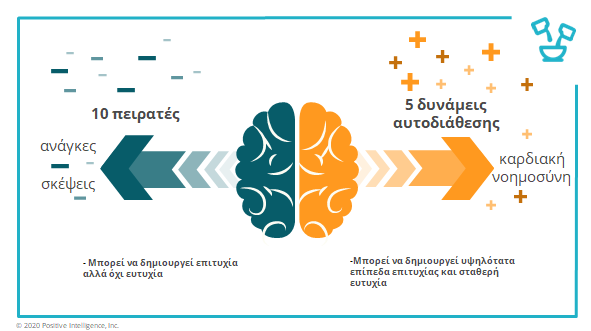 10 πειρατές
5 δυνάμεις
αυτοδιάθεσης
ανάγκες
σκέψεις
καρδιακή
νοημοσύνη
- Μπορεί να δημιουργεί επιτυχία
αλλά όχι ευτυχία
-Μπορεί να δημιουργεί υψηλότατα
επίπεδα επιτυχίας και σταθερή
ευτυχία
© 2020 Positive Intelligence, Inc.